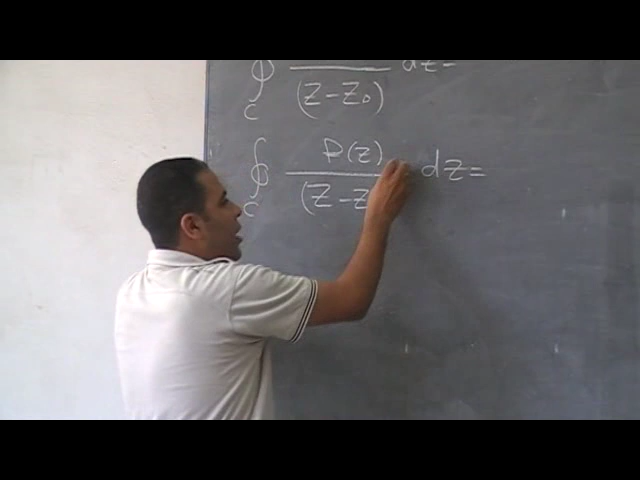 ∮ dz=
(Z-Z₀)
C
∮ P(z) dz=
(Z-Z
C